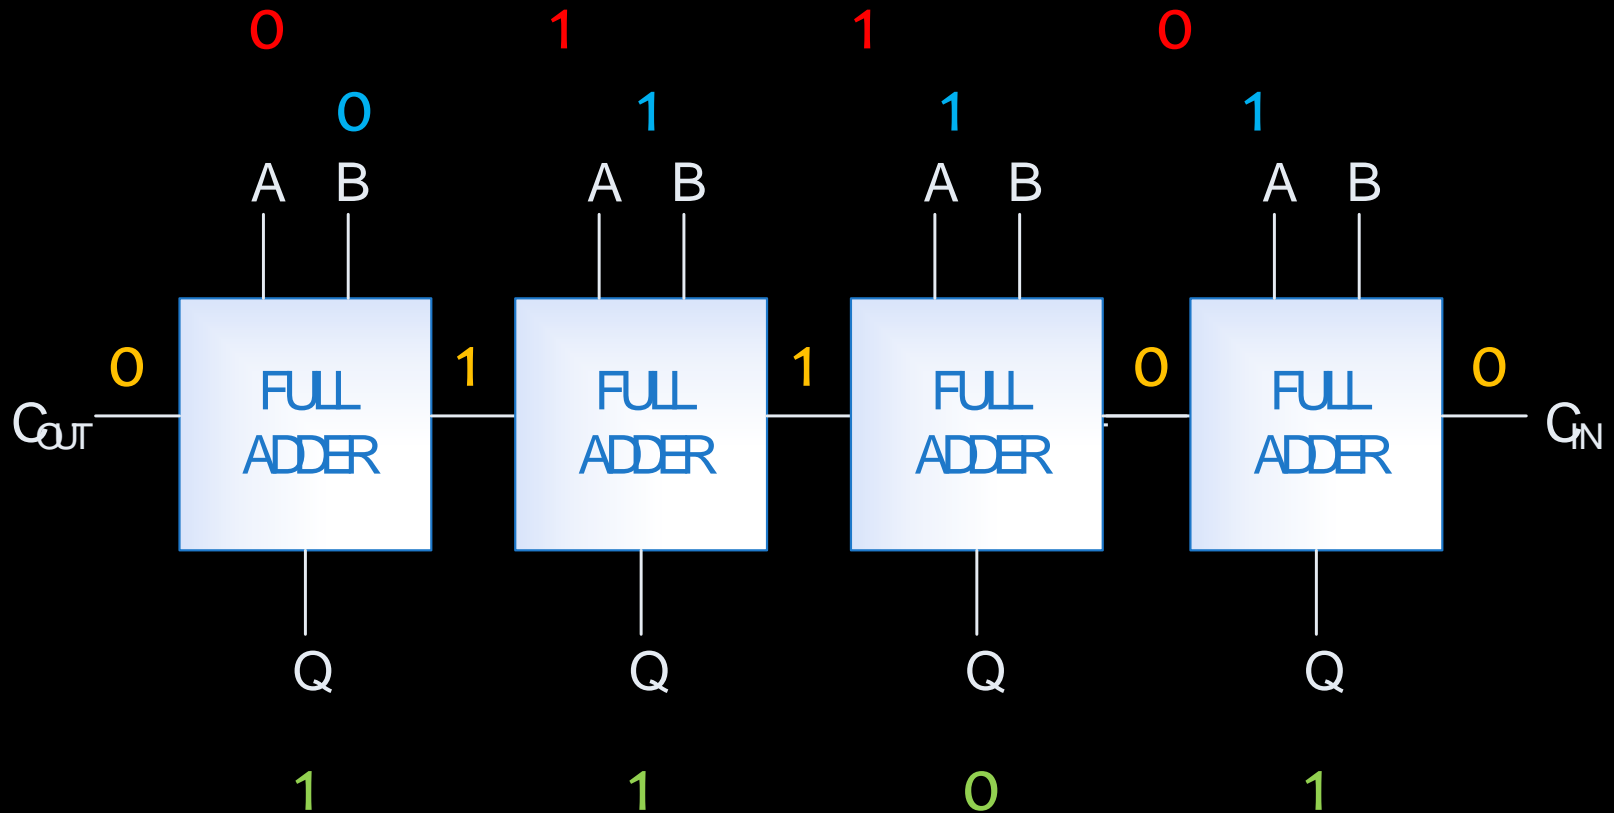 0 1 1 0
0 1 1 1
A B A B A B A B
0 1 1 0 0
FULL FULL FULL FULL
ADDER ADDER ADDER ADDER
COUT CIN
Q Q Q Q
1 1 0 1